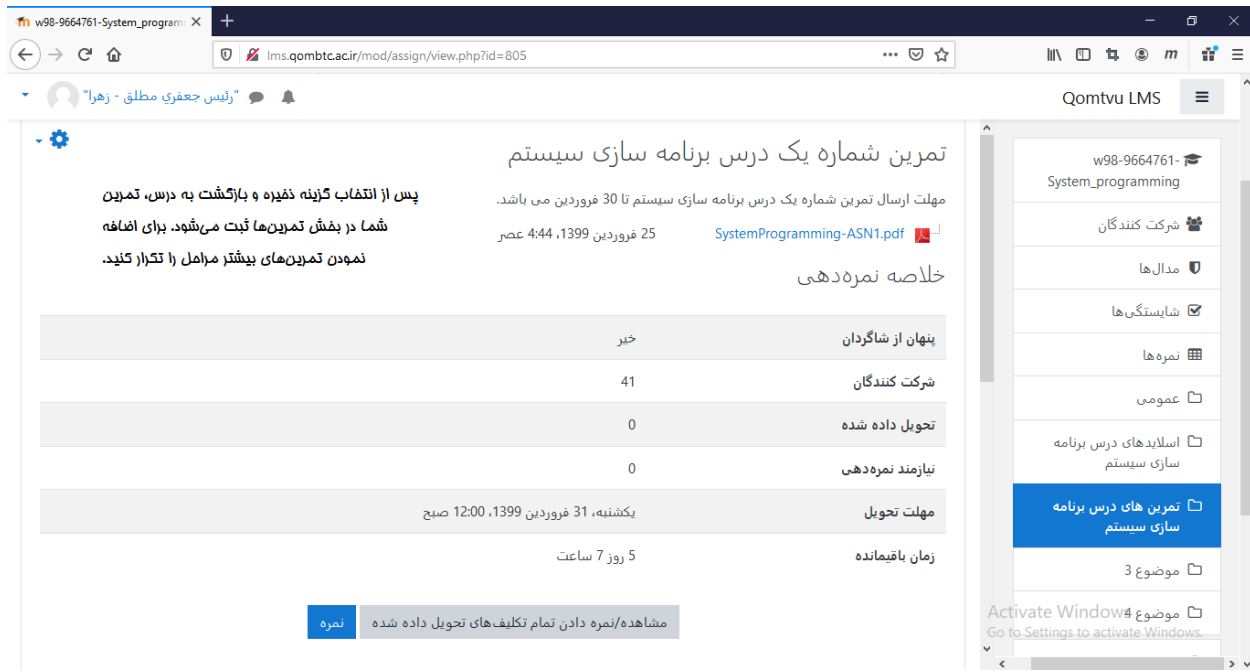 w98-9664761-System_programm
lms.qombtc.ac.ir/mod/assign/view.php?id=805
Qomtvu LMS
"رئیس جعفري مطلق - زهرا"
w98-9664761-
System_programming
شرکت کنندگان
مدال‌ها
شایستگی‌ها
نمره‌ها
عمومی
اسلایدهای درس برنامه
سازی سیستم
تمرین های درس برنامه
سازی سیستم
موضوع 3
موضوع 4
تمرین شماره یک درس برنامه سازی سیستم
مهلت ارسال تمرین شماره یک درس برنامه سازی سیستم تا 30 فروردین می باشد.
SystemProgramming-ASN1.pdf 25 فروردین 1399، 4:44 عصر
پس از انتخاب گزینه ذخیره و بازگشت به درس، تمرین
شما در بخش تمرین‌ها ثبت می‌شود. برای اضافه
نمودن تمرین‌های بیشتر مراحل را تکرار کنید.
خلاصه نمره‌دهی
پنهان از شاگردان خیر
شرکت کنندگان 41
تحویل داده شده 0
نیازمند نمره‌دهی 0
مهلت تحویل یکشنبه، 31 فروردین 1399، 12:00 صبح
زمان باقیمانده 5 روز 7 ساعت
مشاهده/نمره دادن تمام تکلیف‌های تحویل داده شده نمره
Activate Windows
Go to Settings to activate Windows.